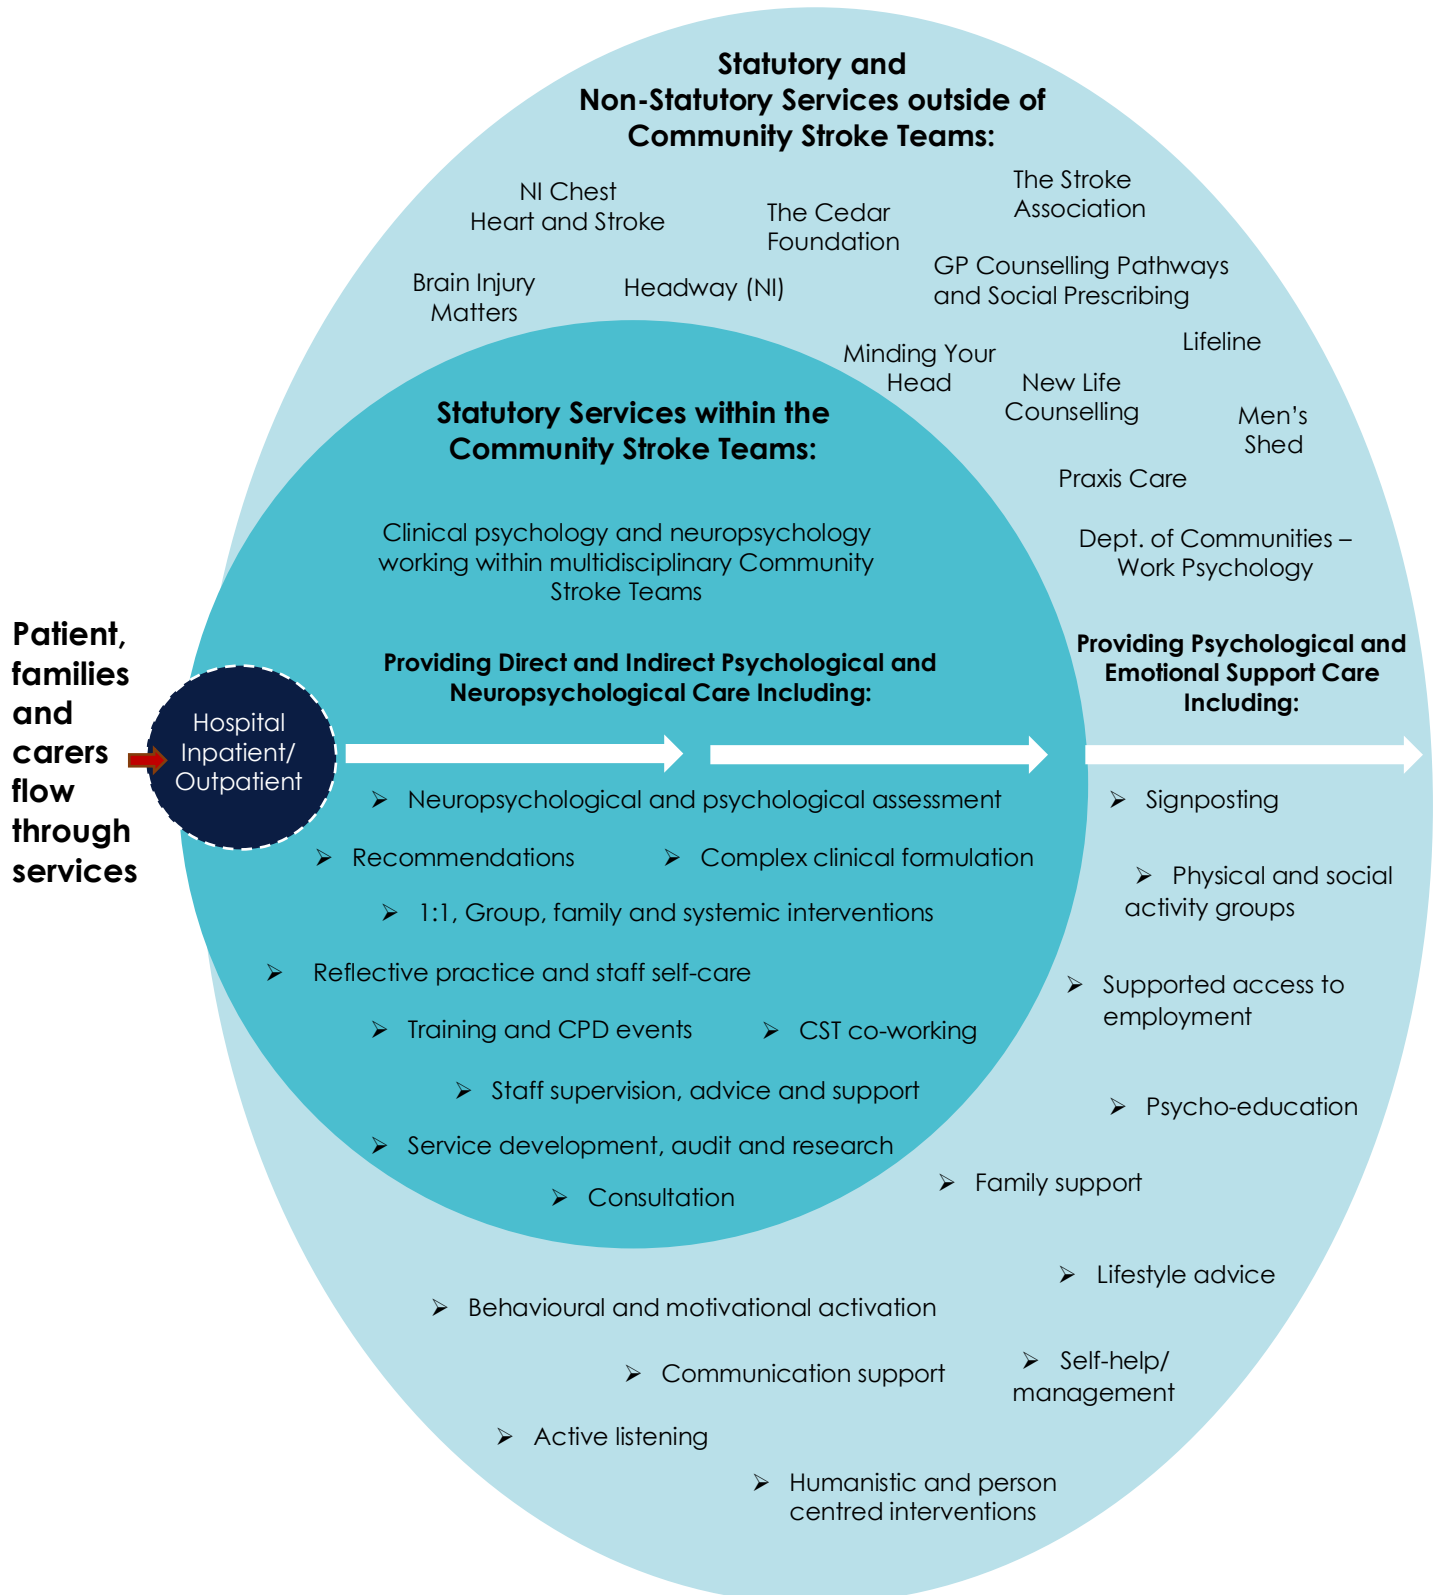 Statutory and
Non-Statutory Services outside of
Community Stroke Teams:
NI Chest
Heart and Stroke
The Cedar
Foundation
The Stroke
Association
Brain Injury
Matters
Headway (NI)
GP Counselling Pathways
and Social Prescribing
Lifeline
Minding Your
Head
New Life
Counselling
Men's
Shed
Praxis Care
Dept. of Communities –
Work Psychology
Statutory Services within the
Community Stroke Teams:
Clinical psychology and neuropsychology
working within multidisciplinary Community
Stroke Teams
Patient,
families
and
carers
flow
through
services
Hospital
Inpatient/
Outpatient
Providing Direct and Indirect Psychological and
Neuropsychological Care Including:
➢ Neuropsychological and psychological assessment
➢ Recommendations
➢ Complex clinical formulation
➢ 1:1, Group, family and systemic interventions
➢ Reflective practice and staff self-care
➢ Training and CPD events
➢ CST co-working
➢ Staff supervision, advice and support
➢ Service development, audit and research
➢ Consultation
Providing Psychological and
Emotional Support Care
Including:
➢ Signposting
➢ Physical and social
activity groups
➢ Supported access to
employment
➢ Psycho-education
➢ Family support
➢ Lifestyle advice
➢ Behavioural and motivational activation
➢ Communication support
➢ Self-help/
management
➢ Active listening
➢ Humanistic and person
centred interventions